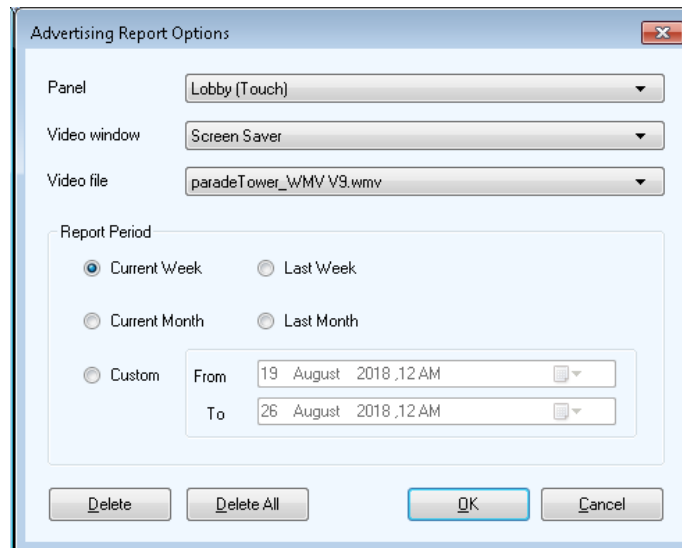 Advertising Report Options
Panel Lobby (Touch)
Video window Screen Saver
Video file paradeTower_WMV V9.wmv
Report Period
Current Week Last Week
Current Month Last Month
Custom From 19 August 2018 ,12 AM
To 26 August 2018 ,12 AM
Delete Delete All OK Cancel